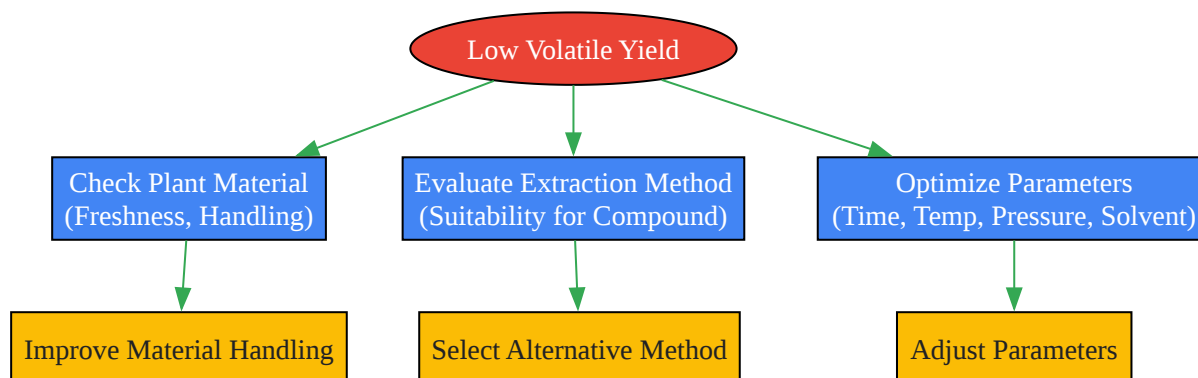 Low Volatile Yield
Check Plant Material
(Freshness, Handling)
Evaluate Extraction Method
(Suitability for Compound)
Optimize Parameters
(Time, Temp, Pressure, Solvent)
Improve Material Handling
Select Alternative Method
Adjust Parameters